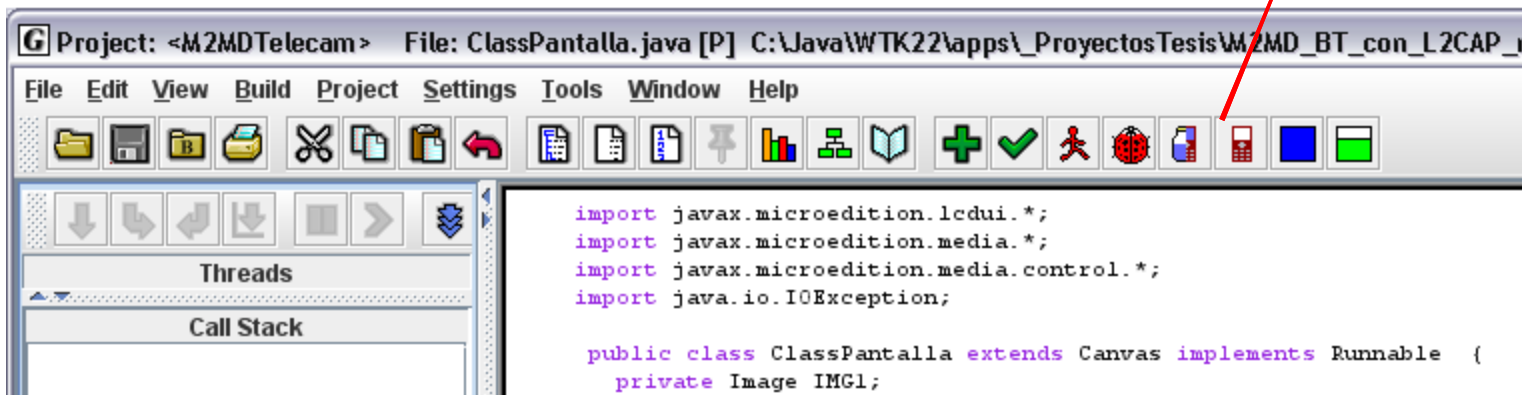 G Project: <M2MDTelecam> File: ClassPantalla.java [P] C:\Java\WTK22\apps\_ProyectosTesis\M2MD_BT_con_L2CAP_
File Edit View Build Project Settings Tools Window Help
B
Threads
Call Stack
import javax.microedition.lcdui.*;
import javax.microedition.media.*;
import javax.microedition.media.control.*;
import java.io.IOException;
public class ClassPantalla extends Canvas implements Runnable {
private Image IMG1;